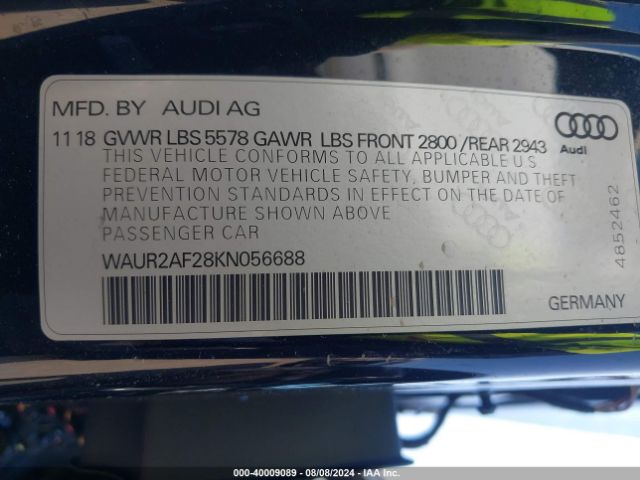 MFD. BY AUDI AG
11 18 GVWR LBS 5578 GAWR LBS FRONT 2800 /REAR 2943
THIS VEHICLE CONFORMS TO ALL APPLICABLE U S
FEDERAL MOTOR VEHICLE SAFETY, BUMPER AND THEFT
PREVENTION STANDARDS IN EFFECT ON THE DATE OF
MANUFACTURE SHOWN ABOVE
PASSENGER CAR
WAUR2AF28KN056688
Audi
4852462
GERMANY
000-40009089 - 08/08/2024 - IAA Inc.